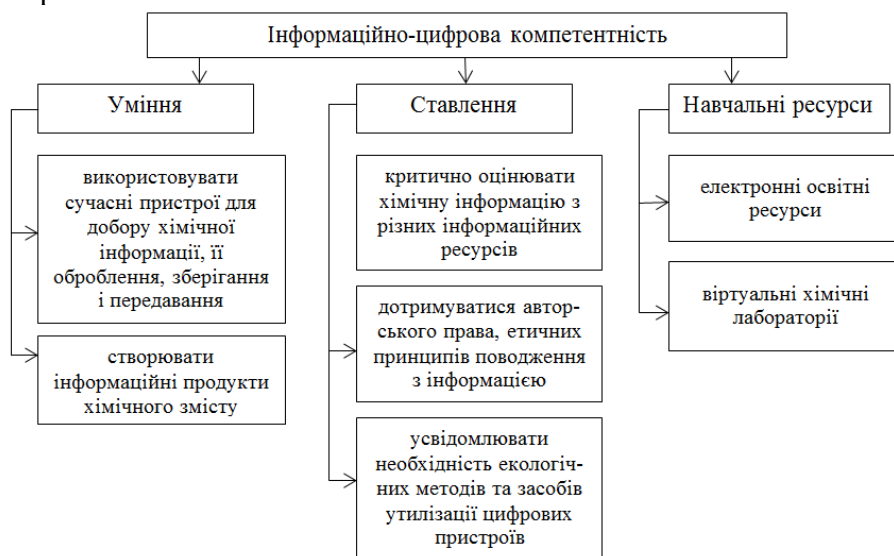 Інформаційно-цифрова компетентність
Уміння
використовувати
сучасні пристрої для
добору хімічної
інформації, її
оброблення, зберігання
і передавання
створювати
інформаційні продукти
хімічного змісту
Ставлення
критично оцінювати
хімічну інформацію з
різних інформаційних
ресурсів
дотримуватися автор-
ського права, етичних
принципів поводження
з інформацією
усвідомлювати
необхідність екологіч-
них методів та засобів
утилізації цифрових
пристроїв
Навчальні ресурси
електронні освітні
ресурси
віртуальні хімічні
лабораторії